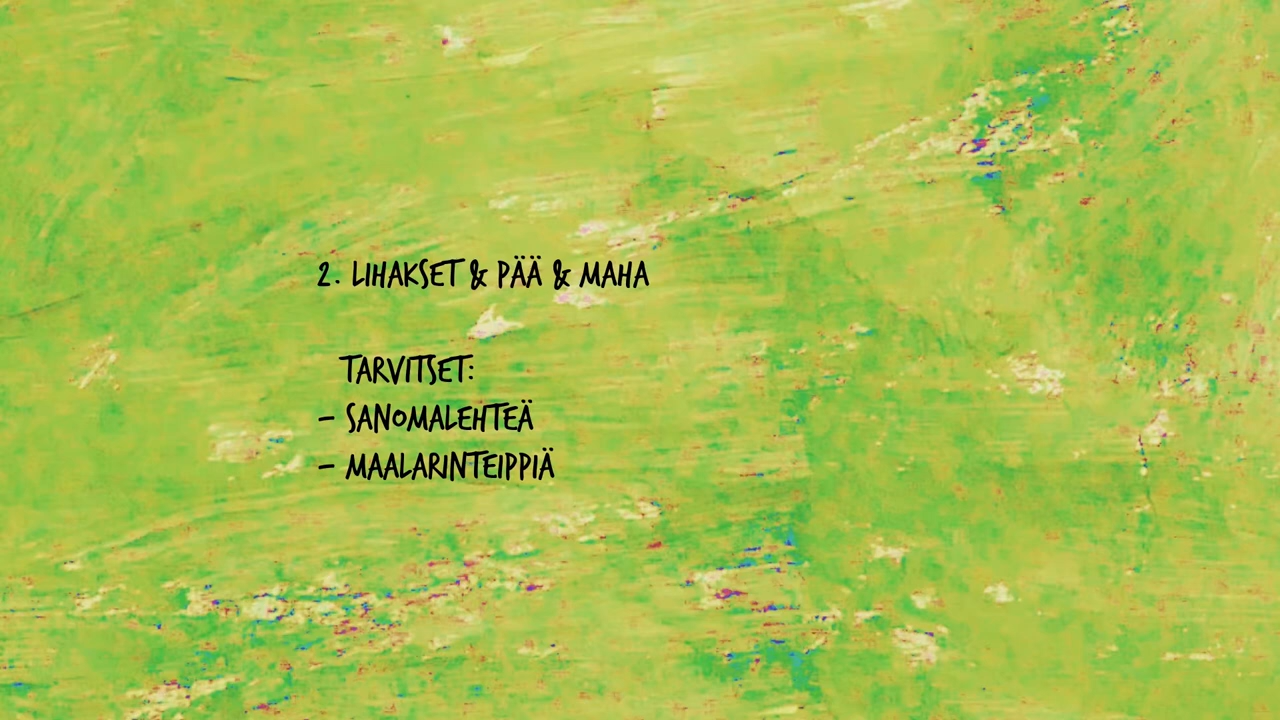 2. LIHAKSET & PÄÄ & MAHA
TARVITSET:
- SANOMALEHTEÄ
- MAALARINTEIPPIÄ